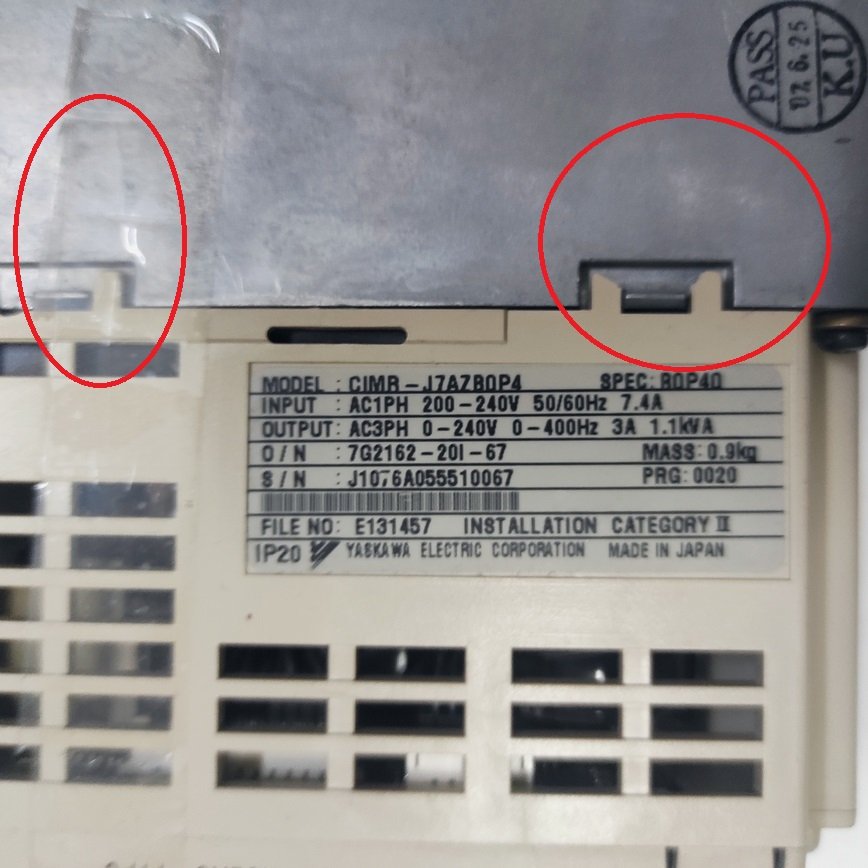 PASS
07. 6. 25
K.U
MODEL : CIMR-J7AZB0P4 SPEC: B0P40
INPUT : AC1PH 200-240V 50/60Hz 7.4A
OUTPUT: AC3PH 0-240V 0-400Hz 3A 1.1kVA
O/N : 7G2162-20I-67 MASS: 0.9kg
S/N : J1076A055510067 PRG: 0020
FILE NO: E131457 INSTALLATION CATEGORY II
IP20 YASKAWA ELECTRIC CORPORATION MADE IN JAPAN